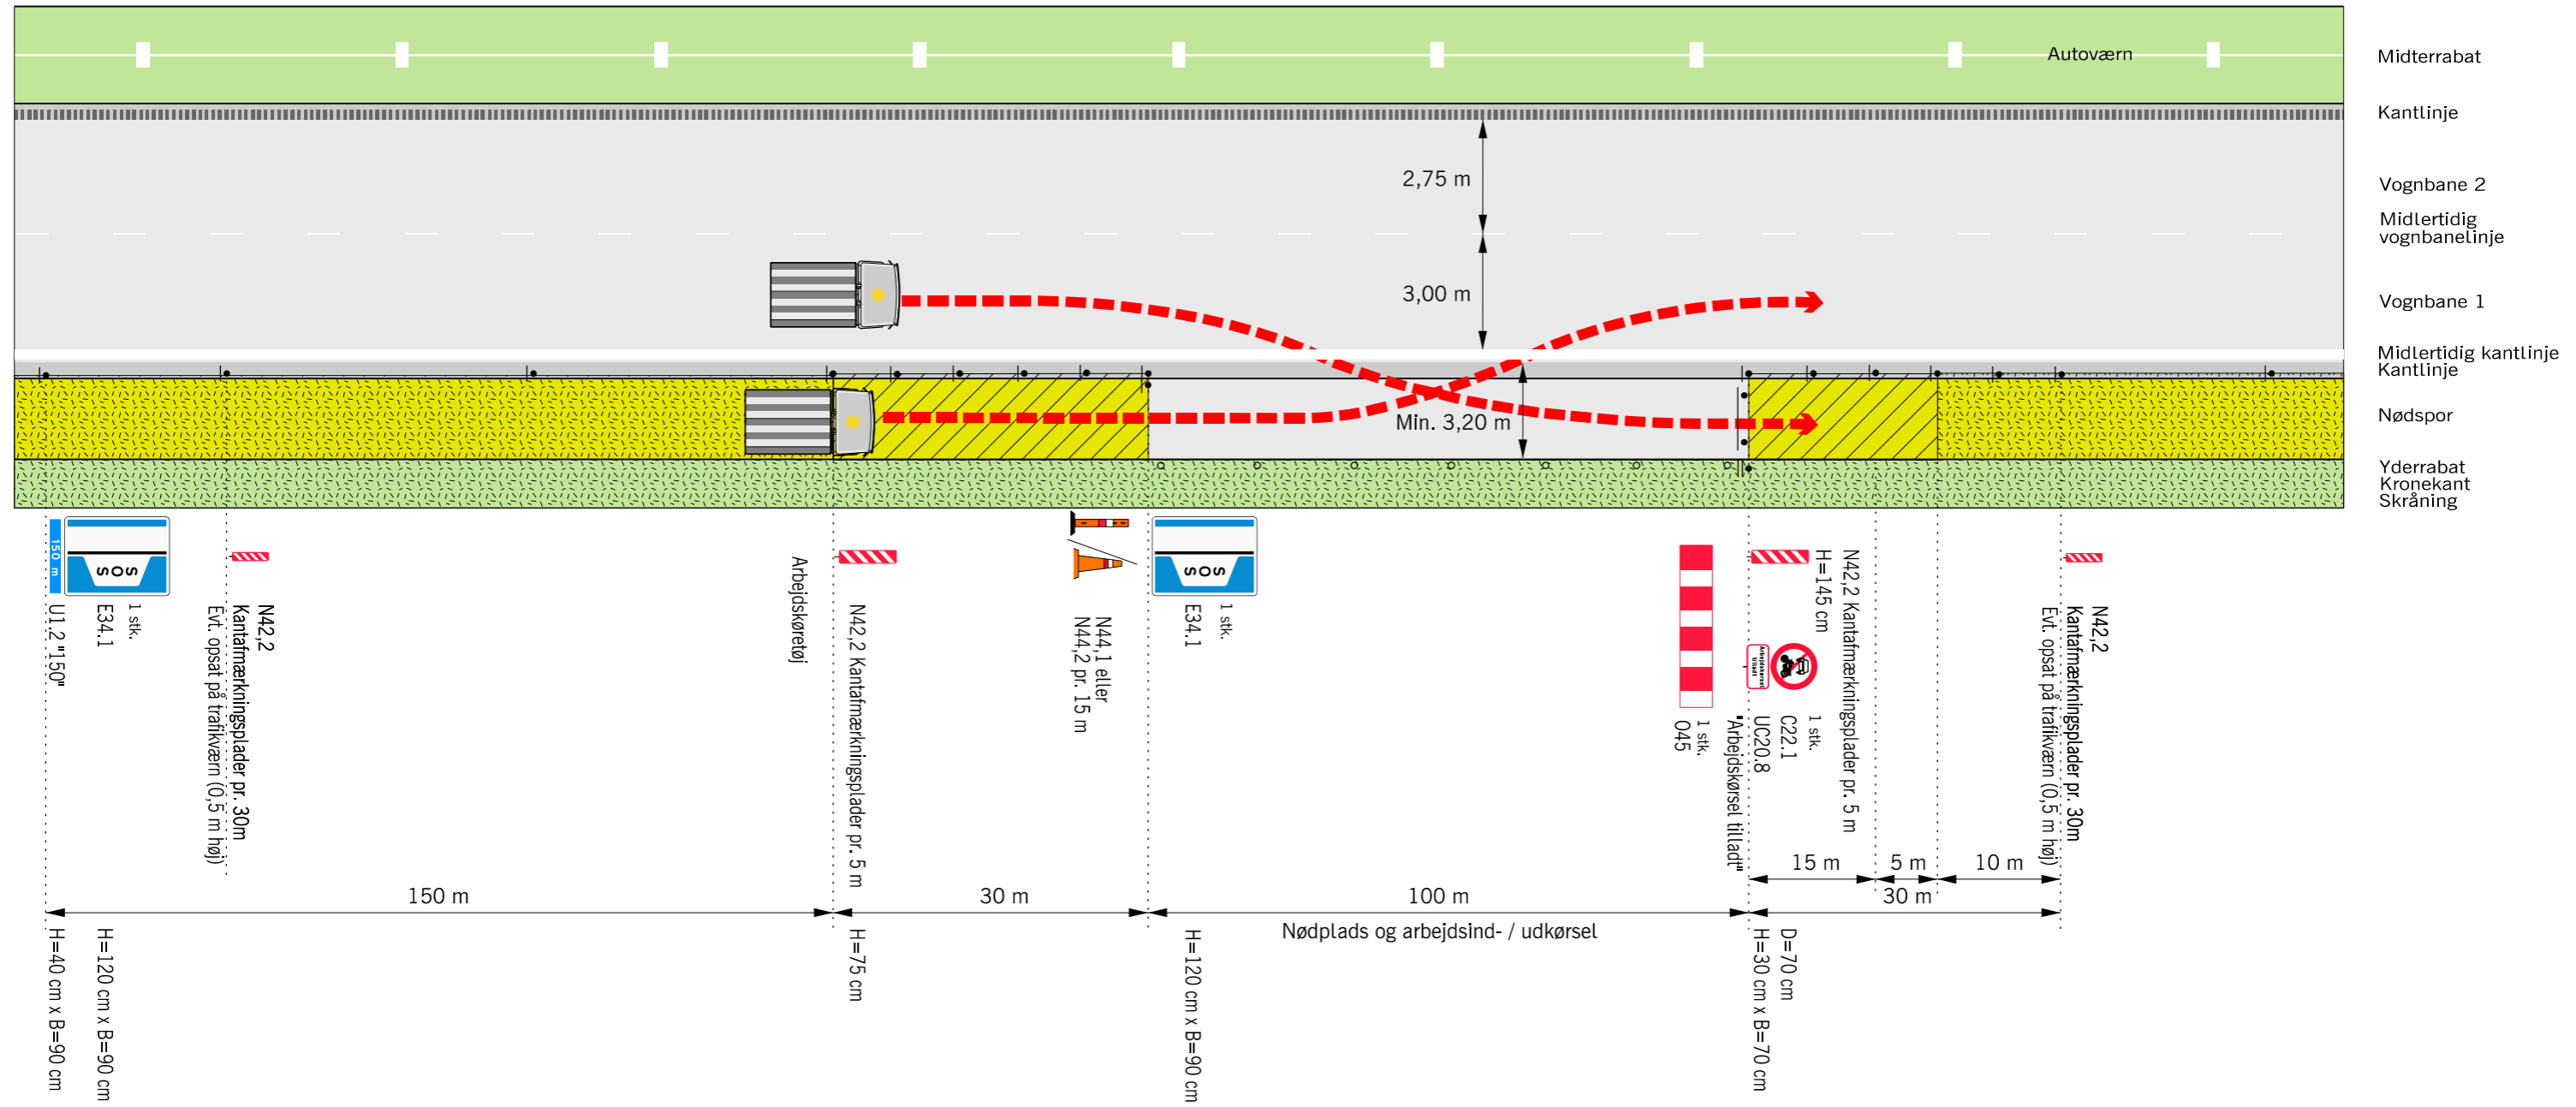 Autoværn
Midterrabat
Kantlinje
2,75 m
Vognbane 2
Midlertidig
vognbanelinje
3,00 m
Vognbane 1
Midlertidig kantlinje
Kantlinje
Min. 3,20 m
Nødspor
Yderrabat
Kronekant
Skråning
150 m
SOS
1 stk.
E34.1
U1.2 "150"
N42,2
Kantafmærkningsplader pr. 30m
Evt. opsat på trafikværn (0,5 m høj)
Arbejdskøretøj
N42,2 Kantafmærkningsplader pr. 5 m
N44,1 eller
N44,2 pr. 15 m
SOS
1 stk.
E34.1
1 stk.
O45
N42,2 Kantafmærkningsplader pr. 5 m
H=145 cm
Arbejdskørsel
tilladt
1 stk.
C22.1
UC20.8
"Arbejdskørsel tilladt"
N42,2
Kantafmærkningsplader pr. 30m
Evt. opsat på trafikværn (0,5 m høj)
15 m
5 m
10 m
150 m
30 m
100 m
30 m
Nødplads og arbejdsind- / udkørsel
H=120 cm x B=90 cm
H=40 cm x B=90 cm
H=75 cm
H=120 cm x B=90 cm
D=70 cm
H=30 cm x B=70 cm